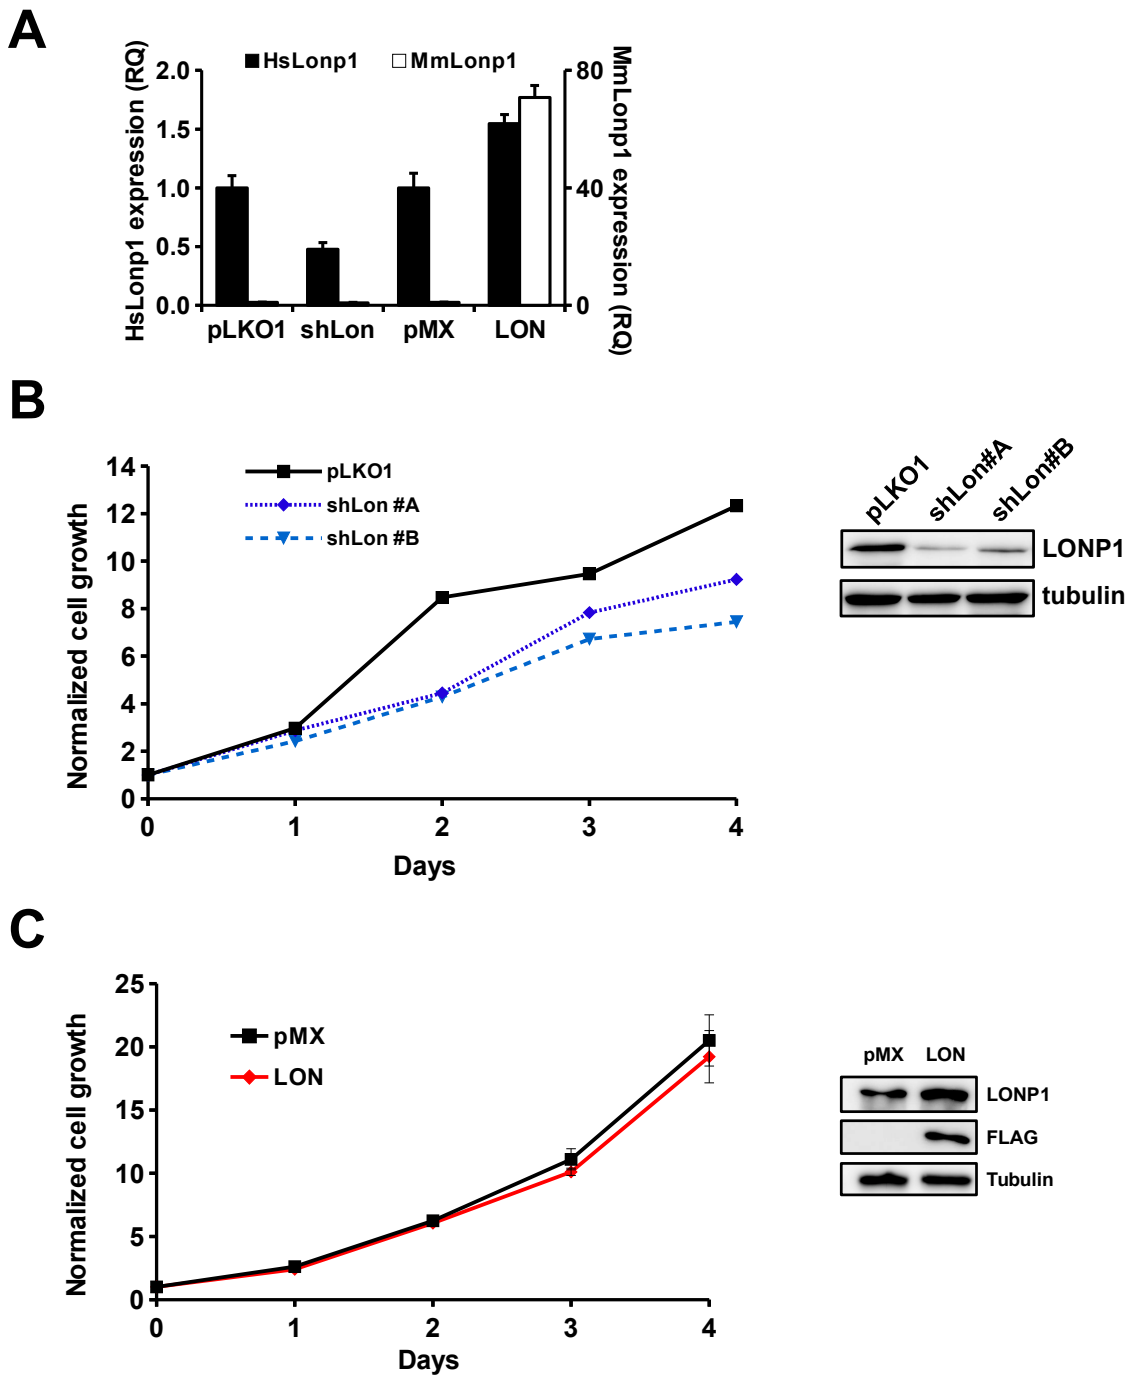 A
HsLonp1 MmLonp1
HsLonp1 expression (RQ)
2.0
1.5
1.0
0.5
0.0
80
40
0
MmLonp1 expression (RQ)
pLKO1 shLon pMX LON
B
pLKO1
shLon #A
shLon #B
Normalized cell growth
14
12
10
8
6
4
2
0
0 1 2 3 4
Days
pLKO1 shLon#A shLon#B
LONP1
tubulin
C
pMX
LON
Normalized cell growth
25
20
15
10
5
0
0 1 2 3 4
Days
pMX LON
LONP1
FLAG
Tubulin